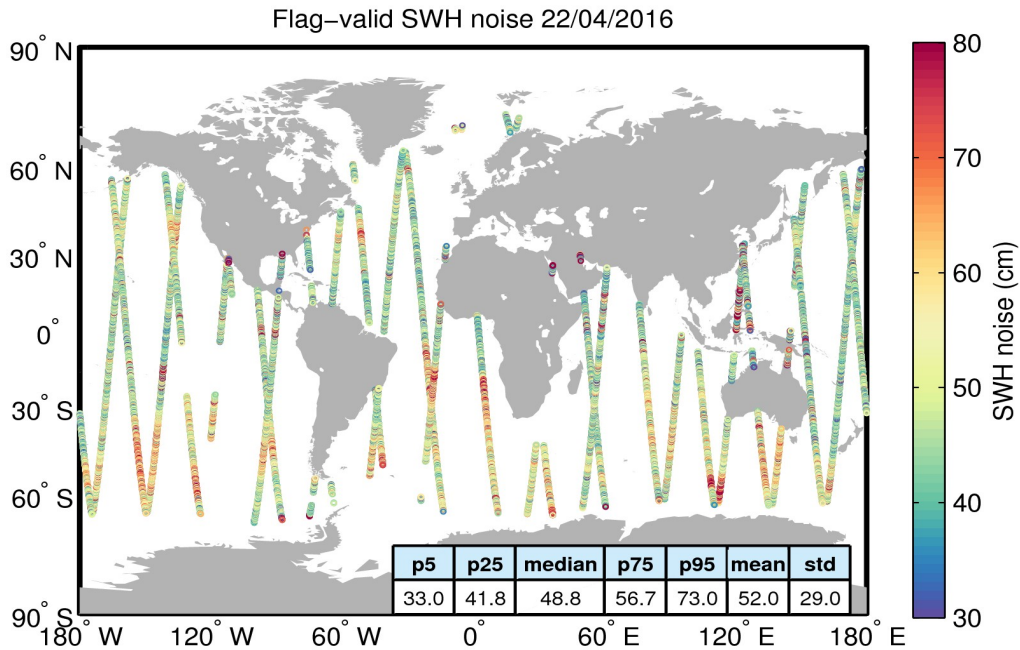 Flag−valid SWH noise 22/04/2016
90° N
60° N
30° N
0°
30° S
60° S
90° S
180° W
120° W
60° W
0°
60° E
120° E
180° E
p5 p25 median p75 p95 mean std
33.0 41.8 48.8 56.7 73.0 52.0 29.0
80
70
60
50
40
30
SWH noise (cm)